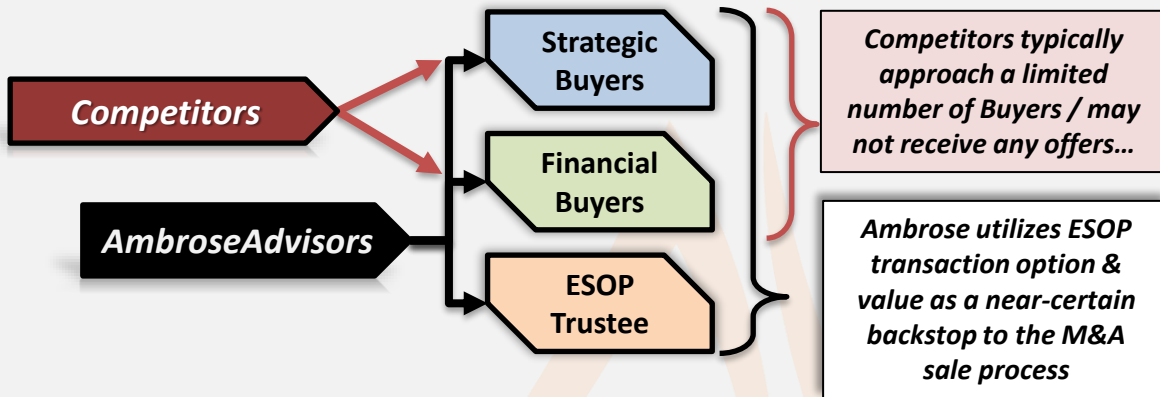 Competitors
AmbroseAdvisors
Strategic
Buyers
Financial
Buyers
ESOP
Trustee
Competitors typically
approach a limited
number of Buyers / may
not receive any offers…
Ambrose utilizes ESOP
transaction option &
value as a near-certain
backstop to the M&A
sale process